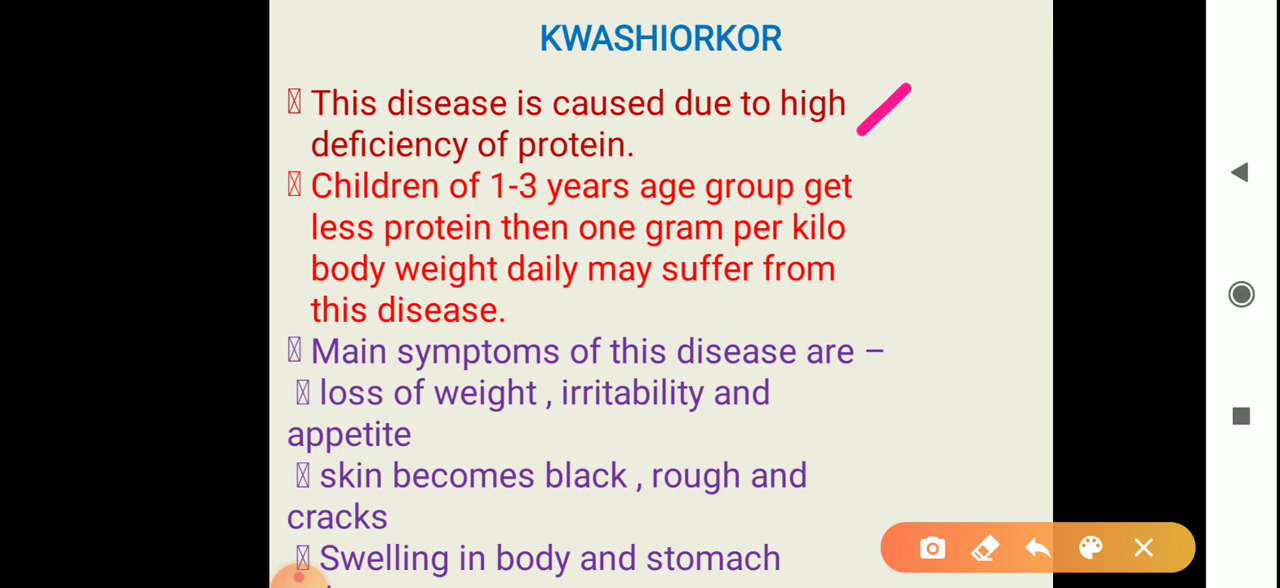 KWASHIORKOR
This disease is caused due to high
deficiency of protein.
Children of 1-3 years age group get
less protein then one gram per kilo
body weight daily may suffer from
this disease.
Main symptoms of this disease are –
loss of weight , irritability and
appetite
skin becomes black , rough and
cracks
Swelling in body and stomach